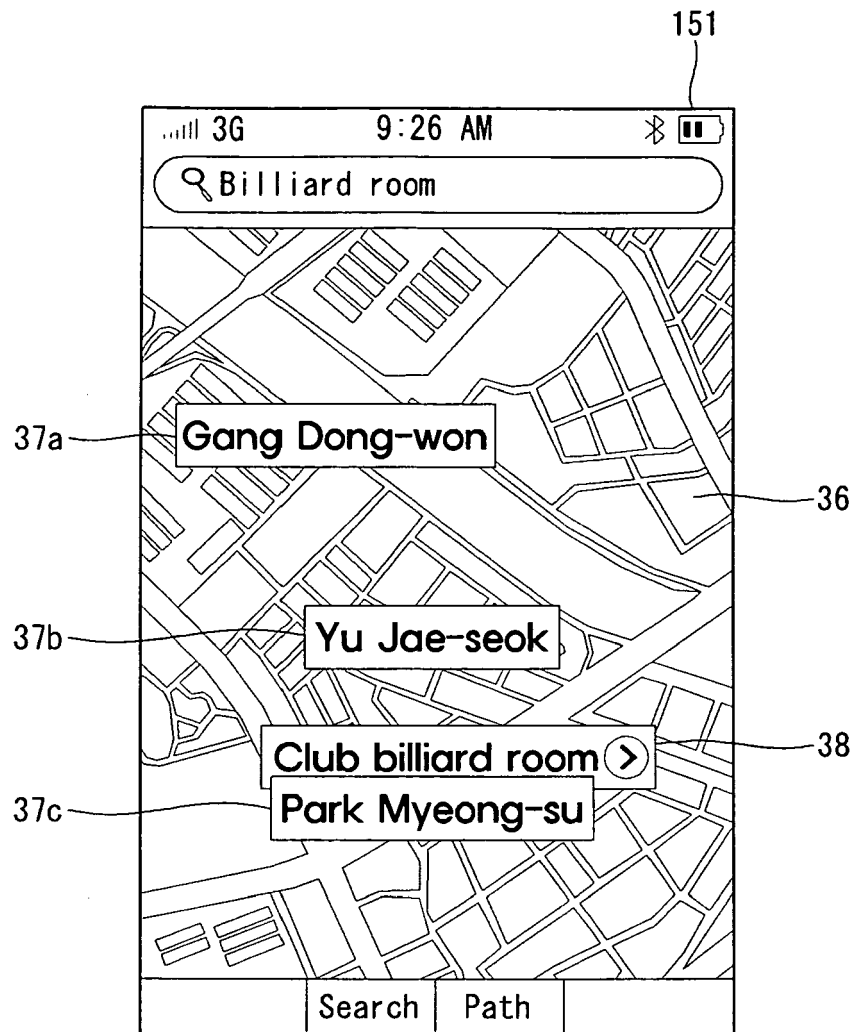 151
3G 9:26 AM
Billiard room
37a Gang Dong-won
36
37b Yu Jae-seok
Club billiard room 38
37c Park Myeong-su
Search Path